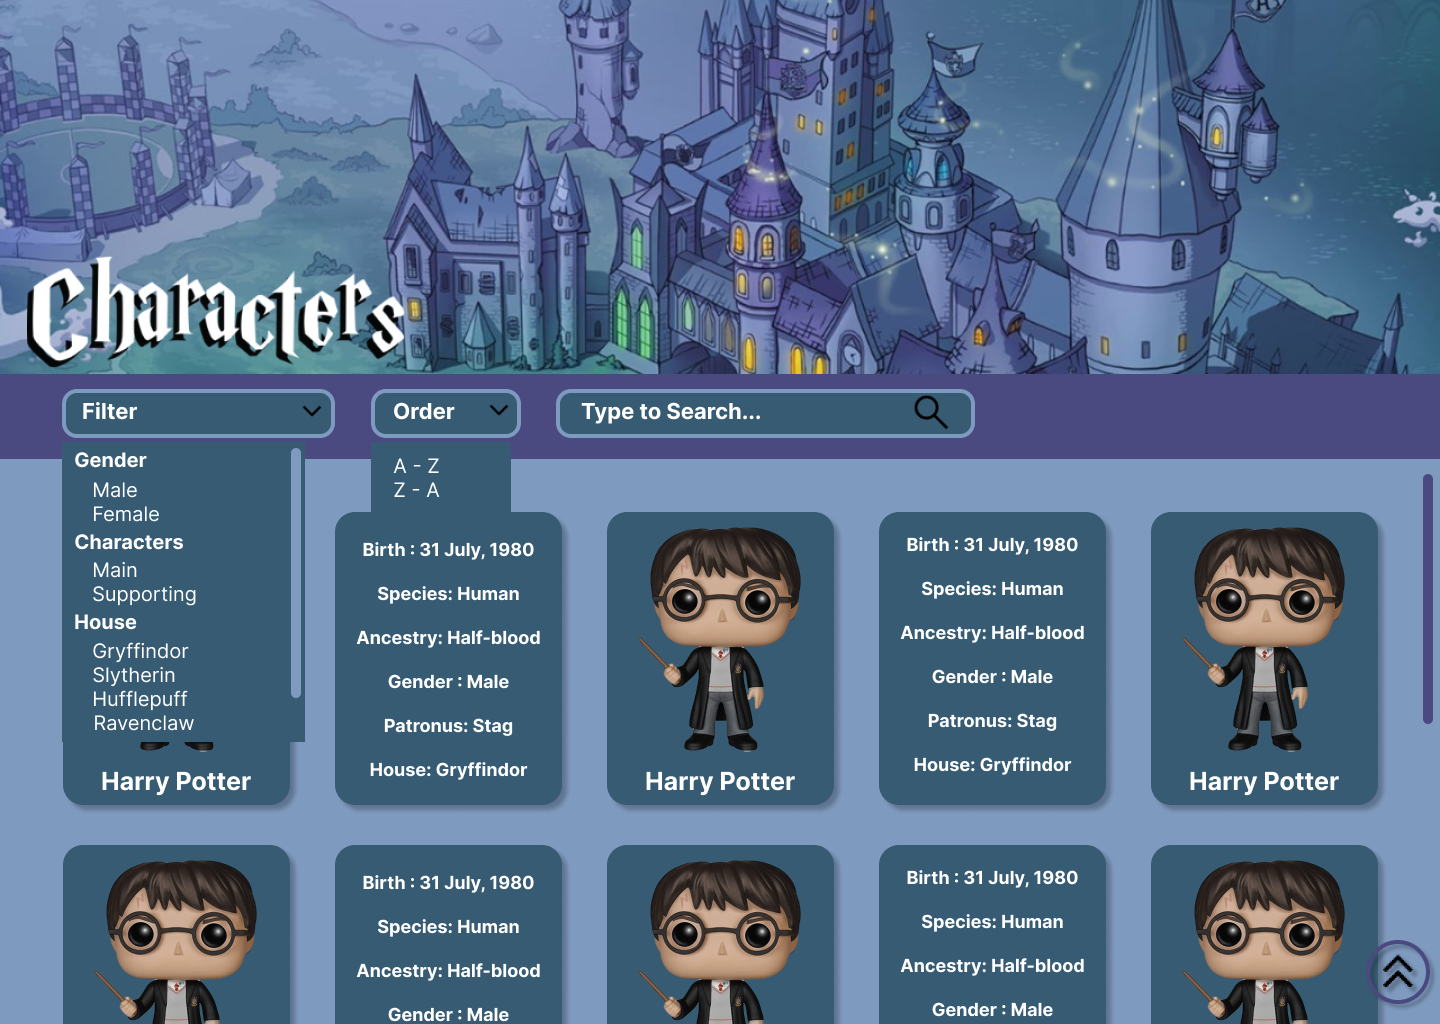 Characters
Filter
Order
Type to Search...
Gender
Male
Female
Characters
Main
Supporting
House
Gryffindor
Slytherin
Hufflepuff
Ravenclaw
A - Z
Z - A
Harry Potter
Birth : 31 July, 1980
Species: Human
Ancestry: Half-blood
Gender : Male
Patronus: Stag
House: Gryffindor
Harry Potter
Birth : 31 July, 1980
Species: Human
Ancestry: Half-blood
Gender : Male
Patronus: Stag
House: Gryffindor
Harry Potter
Birth : 31 July, 1980
Species: Human
Ancestry: Half-blood
Gender : Male
Birth : 31 July, 1980
Species: Human
Ancestry: Half-blood
Gender : Male